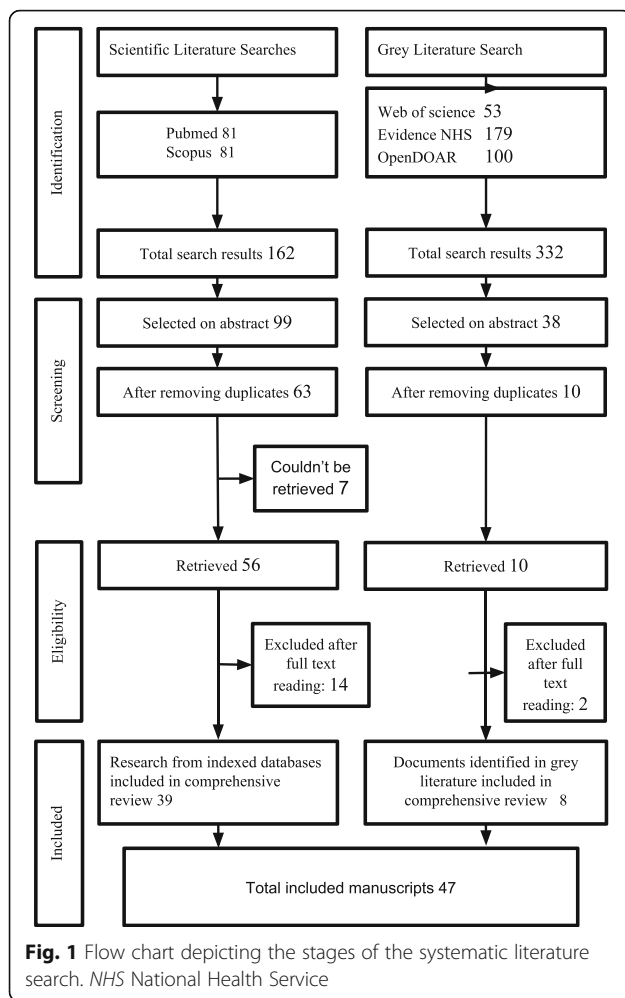 Identification
Scientific Literature Searches
Grey Literature Search
Pubmed 81
Scopus 81
Web of science 53
Evidence NHS 179
OpenDOAR 100
Total search results 162
Total search results 332
Screening
Selected on abstract 99
Selected on abstract 38
After removing duplicates 63
After removing duplicates 10
Couldn't be
retrieved 7
Eligibility
Retrieved 56
Retrieved 10
Excluded after full
text reading: 14
Excluded
after full
text
reading: 2
Included
Research from indexed databases
included in comprehensive
review 39
Documents identified in grey
literature included in
comprehensive review 8
Total included manuscripts 47
Fig. 1 Flow chart depicting the stages of the systematic literature
search. NHS National Health Service